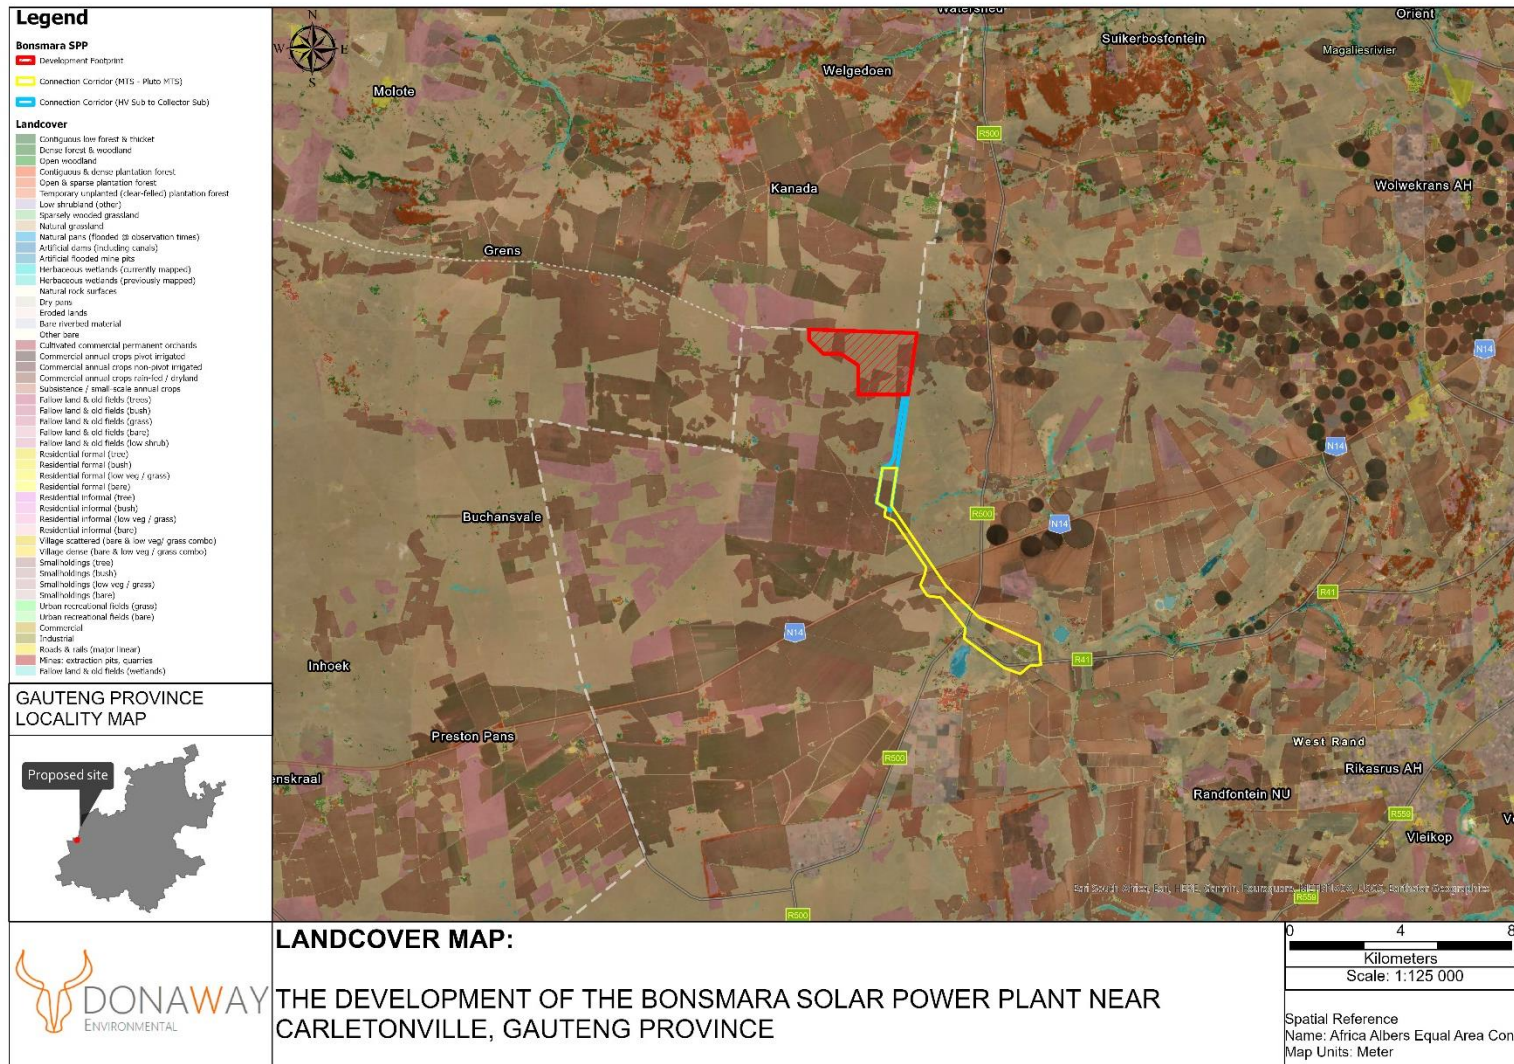 Legend
Bonsmara SPP
Development Footprint
Connection Corridor (MTS - Pluto MTS)
Connection Corridor (HV Sub to Collector Sub)
Landcover
Contiguous low forest & thicket
Dense forest & woodland
Open woodland
Contiguous & dense plantation forest
Open & sparse plantation forest
Temporary unplanted (clear-felled) plantation forest
Low shrubland (other)
Sparsely wooded grassland
Natural grassland
Natural pans (flooded @ observation times)
Artificial dams (including canals)
Artificial flooded mine pits
Herbaceous wetlands (currently mapped)
Herbaceous wetlands (previously mapped)
Natural rock surfaces
Dry pans
Eroded lands
Bare riverbed material
Other bare
Cultivated commercial permanent orchards
Commercial annual crops pivot irrigated
Commercial annual crops non-pivot irrigated
Commercial annual crops rain-fed / dryland
Subsistence / small-scale annual crops
Fallow land & old fields (trees)
Fallow land & old fields (bush)
Fallow land & old fields (grass)
Fallow land & old fields (bare)
Fallow land & old fields (low shrub)
Residential formal (tree)
Residential formal (bush)
Residential formal (low veg / grass)
Residential formal (bare)
Residential informal (tree)
Residential informal (bush)
Residential informal (low veg / grass)
Residential informal (bare)
Village scattered (bare & low veg/ grass combo)
Village dense (bare & low veg / grass combo)
Smallholdings (tree)
Smallholdings (bush)
Smallholdings (low veg / grass)
Smallholdings (bare)
Urban recreational fields (grass)
Urban recreational fields (bare)
Commercial
Industrial
Roads & rails (major linear)
Mines: extraction pits, quarries
Fallow land & old fields (wetlands)
GAUTENG PROVINCE
LOCALITY MAP
Proposed site
N
W E
S
Watershed
Orient
Suikerbosfontein
Magaliesrivier
Welgedoen
Molote
R500
Kanada
Wolwekrans AH
Grens
N14
N14
Buchansvale
R500
N14
R41
N14
Inhoek
R41
Preston Pans
West Rand
R500
Rikasrus AH
enskraal
Randfontein NU
R559
Vleikop
R559
R500
DONAWAY
ENVIRONMENTAL
LANDCOVER MAP:
THE DEVELOPMENT OF THE BONSMARA SOLAR POWER PLANT NEAR
CARLETONVILLE, GAUTENG PROVINCE
0 4 8
Kilometers
Scale: 1:125 000
Spatial Reference
Name: Africa Albers Equal Area Con
Map Units: Meter